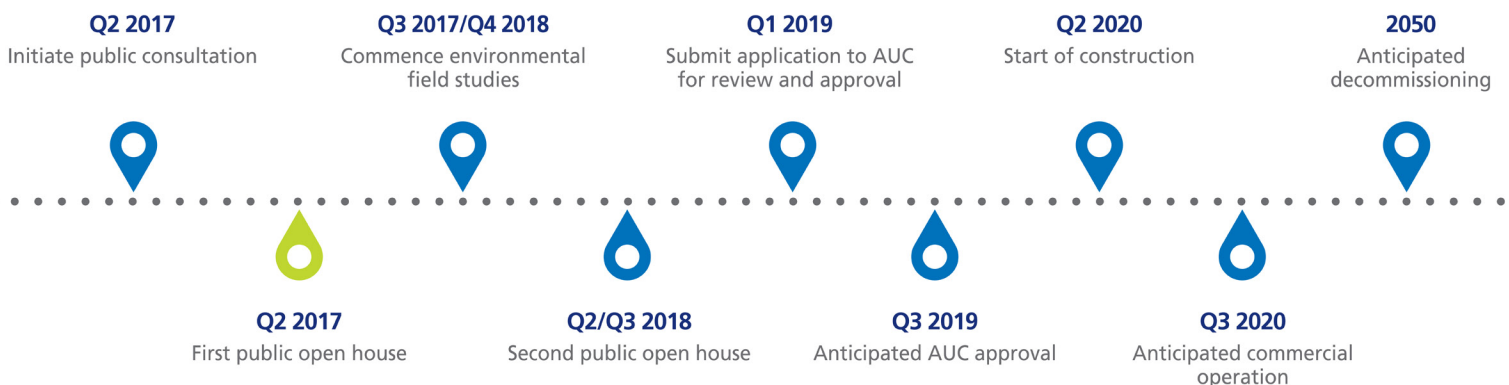 Q2 2017
Initiate public consultation
Q3 2017/Q4 2018
Commence environmental
field studies
Q1 2019
Submit application to AUC
for review and approval
Q2 2020
Start of construction
2050
Anticipated
decommissioning
Q2 2017
First public open house
Q2/Q3 2018
Second public open house
Q3 2019
Anticipated AUC approval
Q3 2020
Anticipated commercial
operation